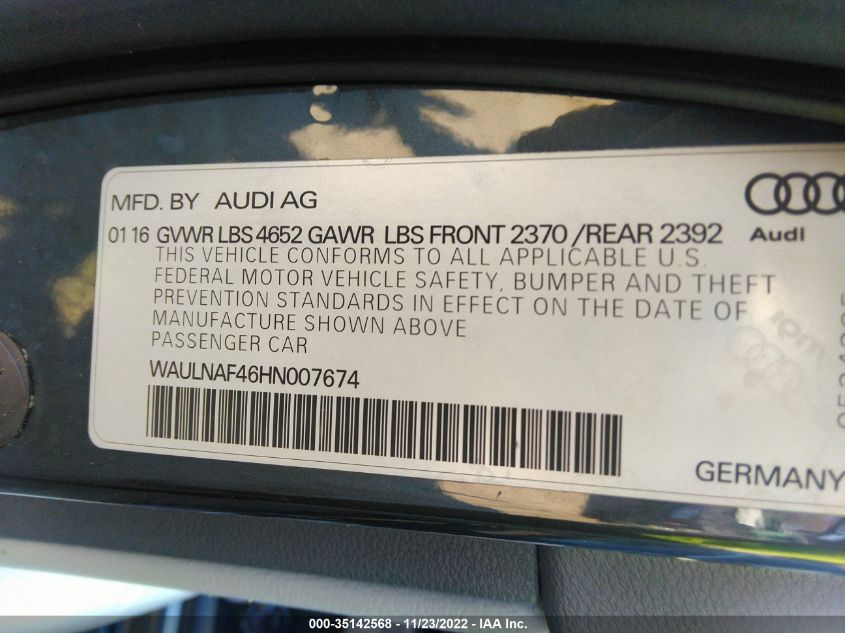 MFD. BY AUDI AG
01 16 GVWR LBS 4652 GAWR LBS FRONT 2370 /REAR 2392
Audi
THIS VEHICLE CONFORMS TO ALL APPLICABLE U.S.
FEDERAL MOTOR VEHICLE SAFETY, BUMPER AND THEFT
PREVENTION STANDARDS IN EFFECT ON THE DATE OF
MANUFACTURE SHOWN ABOVE
PASSENGER CAR
WAULNAF46HN007674
GERMANY
000-35142568 - 11/23/2022 - IAA Inc.